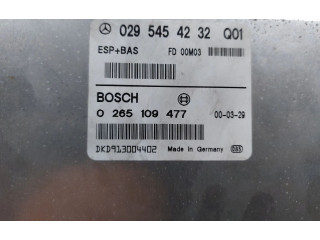 029 545 42 32 Q01
ESP+BAS FD 00M03
BOSCH
0 265 109 477 00-03-29
DKD913004402 Made in Germany